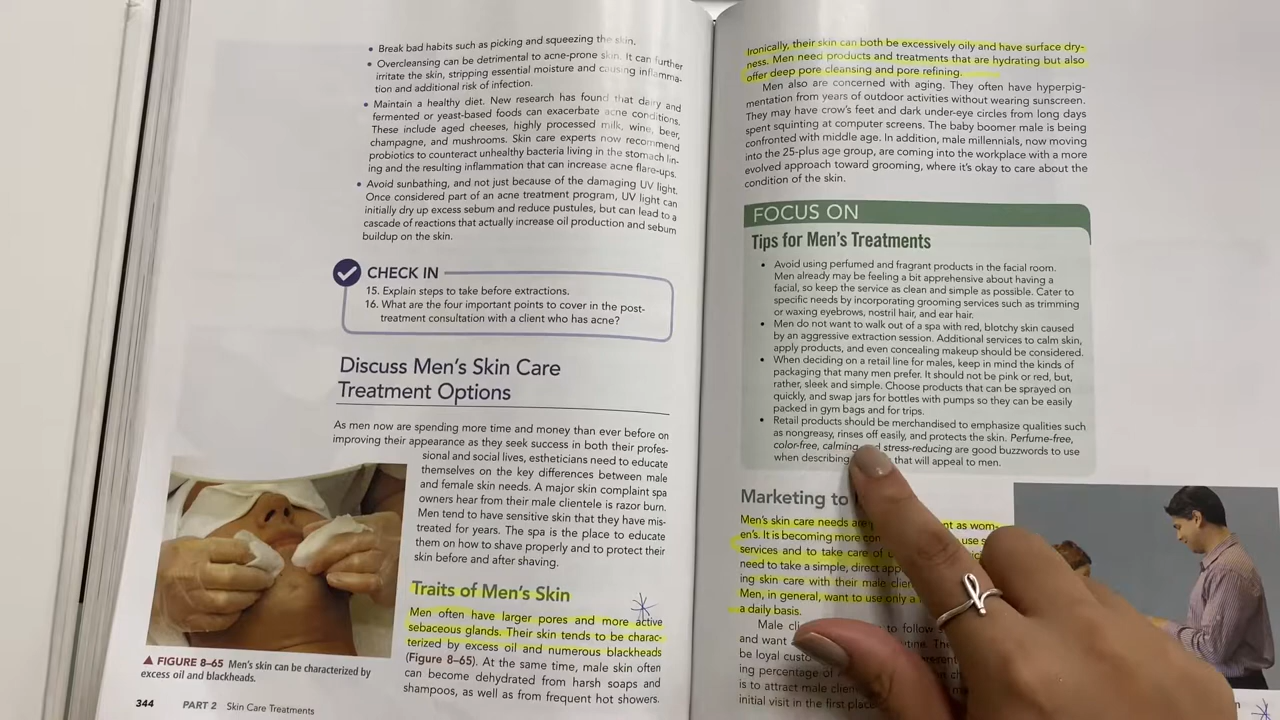 • Break bad habits such as picking and squeezing the skin.
• Overcleansing can be detrimental to acne-prone skin. It can further
irritate the skin, stripping essential moisture and causing inflamma-
tion and additional risk of infection.
• Maintain a healthy diet. New research has found that dairy and
fermented or yeast-based foods can exacerbate acne conditions.
These include aged cheeses, highly processed milk, wine, beer,
champagne, and mushrooms. Skin care experts now recommend
probiotics to counteract unhealthy bacteria living in the stomach lin-
ing and the resulting inflammation that can increase acne flare-ups.
• Avoid sunbathing, and not just because of the damaging UV light.
Once considered part of an acne treatment program, UV light can
initially dry up excess sebum and reduce pustules, but can lead to a
cascade of reactions that actually increase oil production and sebum
buildup on the skin.
CHECK IN
15. Explain steps to take before extractions.
16. What are the four important points to cover in the post-
treatment consultation with a client who has acne?
Discuss Men's Skin Care
Treatment Options
As men now are spending more time and money than ever before on
improving their appearance as they seek success in both their profes-
sional and social lives, estheticians need to educate
themselves on the key differences between male
and female skin needs. A major skin complaint spa
owners hear from their male clientele is razor burn.
Men tend to have sensitive skin that they have mis-
treated for years. The spa is the place to educate
them on how to shave properly and to protect their
skin before and after shaving.
Traits of Men's Skin
Men often have larger pores and more active
sebaceous glands. Their skin tends to be charac-
terized by excess oil and numerous blackheads
(Figure 8–65). At the same time, male skin often
can become dehydrated from harsh soaps and
shampoos, as well as from frequent hot showers.
▲ FIGURE 8–65 Men's skin can be characterized by
excess oil and blackheads.
344 PART 2 Skin Care Treatments
Ironically, their skin can both be excessively oily and have surface dry-
ness. Men need products and treatments that are hydrating but also
offer deep pore cleansing and pore refining.
Men also are concerned with aging. They often have hyperpig-
mentation from years of outdoor activities without wearing sunscreen.
They may have crow's feet and dark under-eye circles from long days
spent squinting at computer screens. The baby boomer male is being
confronted with middle age. In addition, male millennials, now moving
into the 25-plus age group, are coming into the workplace with a more
evolved approach toward grooming, where it's okay to care about the
condition of the skin.
FOCUS ON
Tips for Men's Treatments
• Avoid using perfumed and fragrant products in the facial room.
Men already may be feeling a bit apprehensive about having a
facial, so keep the service as clean and simple as possible. Cater to
specific needs by incorporating grooming services such as trimming
or waxing eyebrows, nostril hair, and ear hair.
• Men do not want to walk out of a spa with red, blotchy skin caused
by an aggressive extraction session. Additional services to calm skin,
apply products, and even concealing makeup should be considered.
• When deciding on a retail line for males, keep in mind the kinds of
packaging that many men prefer. It should not be pink or red, but,
rather, sleek and simple. Choose products that can be sprayed on
quickly, and swap jars for bottles with pumps so they can be easily
packed in gym bags and for trips.
• Retail products should be merchandised to emphasize qualities such
as nongreasy, rinses off easily, and protects the skin. Perfume-free,
color-free, calming, stress-reducing are good buzzwords to use
when describing that will appeal to men.
Marketing to
Men's skin care needs are as wom-
en's. It is becoming more use
services and to take care of
need to take a simple, direct
ing skin care with their male
Men, in general, want to use only a
a daily basis.
Male to follow
and want
be loyal
ing percentage of
is to attract male
initial visit in the first place